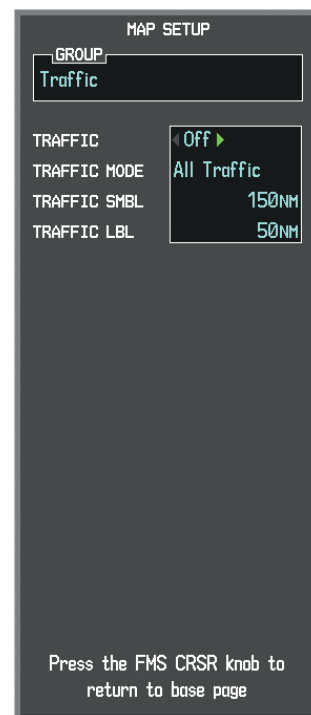 MAP SETUP
GROUP
Traffic
TRAFFIC Off
TRAFFIC MODE All Traffic
TRAFFIC SMBL 150NM
TRAFFIC LBL 50NM
Press the FMS CRSR knob to
return to base page